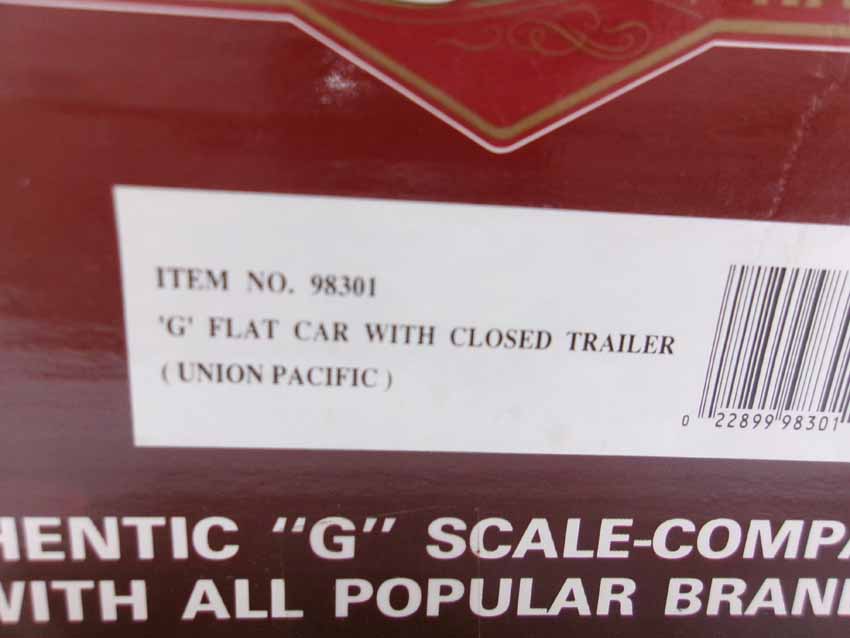 ITEM NO. 98301
'G' FLAT CAR WITH CLOSED TRAILER
( UNION PACIFIC )
0 22899 98301
HENTIC "G" SCALE-COMPA
WITH ALL POPULAR BRAN